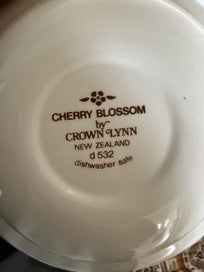 CHERRY BLOSSOM
by
CROWN LYNN
NEW ZEALAND
d 532
dishwasher safe